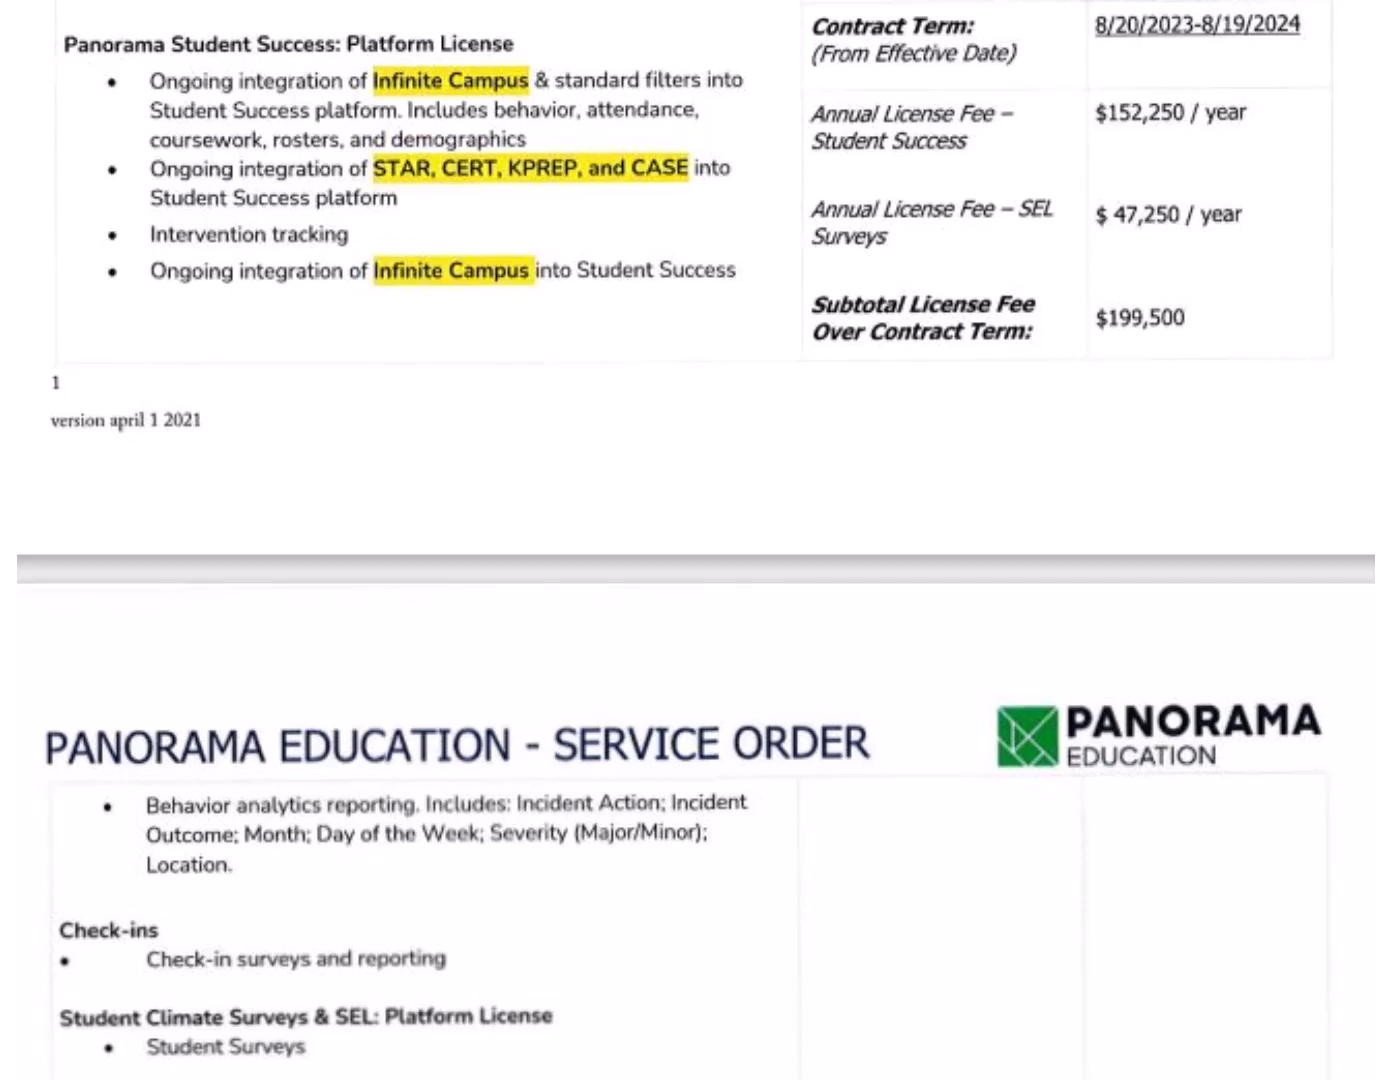 Panorama Student Success: Platform License
• Ongoing integration of Infinite Campus & standard filters into
Student Success platform. Includes behavior, attendance,
coursework, rosters, and demographics
• Ongoing integration of STAR, CERT, KPREP, and CASE into
Student Success platform
• Intervention tracking
• Ongoing integration of Infinite Campus into Student Success
Contract Term:
(From Effective Date)
8/20/2023-8/19/2024
Annual License Fee –
Student Success
$152,250 / year
Annual License Fee – SEL
Surveys
$ 47,250 / year
Subtotal License Fee
Over Contract Term:
$199,500
1
version april 1 2021
PANORAMA EDUCATION - SERVICE ORDER
PANORAMA
EDUCATION
• Behavior analytics reporting. Includes: Incident Action; Incident
Outcome; Month; Day of the Week; Severity (Major/Minor);
Location.
Check-ins
• Check-in surveys and reporting
Student Climate Surveys & SEL: Platform License
• Student Surveys